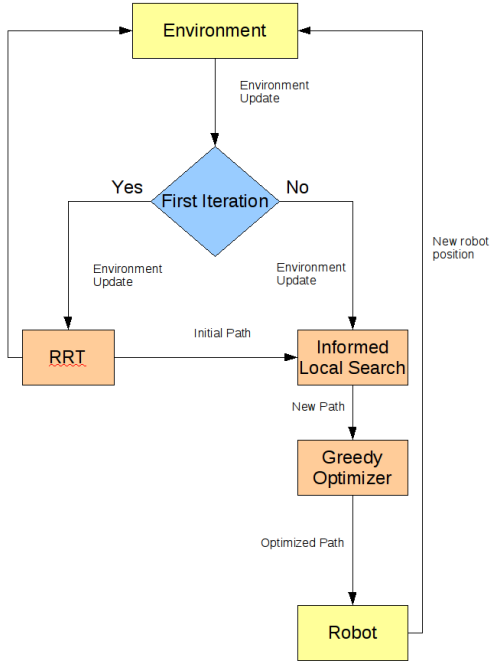 Environment
Environment
Update
Yes
No
First Iteration
New robot
position
Environment
Update
Environment
Update
Initial Path
RRT
Informed
Local Search
New Path
Greedy
Optimizer
Optimized Path
Robot